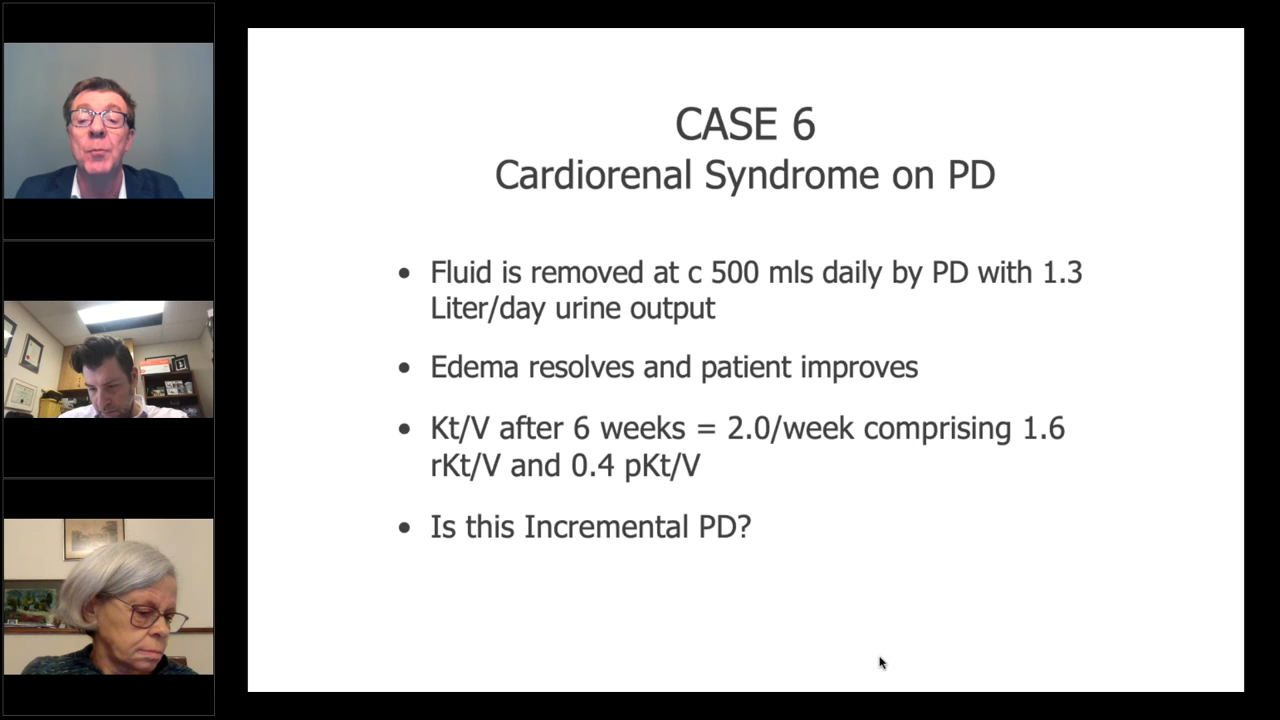 CASE 6
Cardiorenal Syndrome on PD
• Fluid is removed at c 500 mls daily by PD with 1.3
Liter/day urine output
• Edema resolves and patient improves
• Kt/V after 6 weeks = 2.0/week comprising 1.6
rKt/V and 0.4 pKt/V
• Is this Incremental PD?